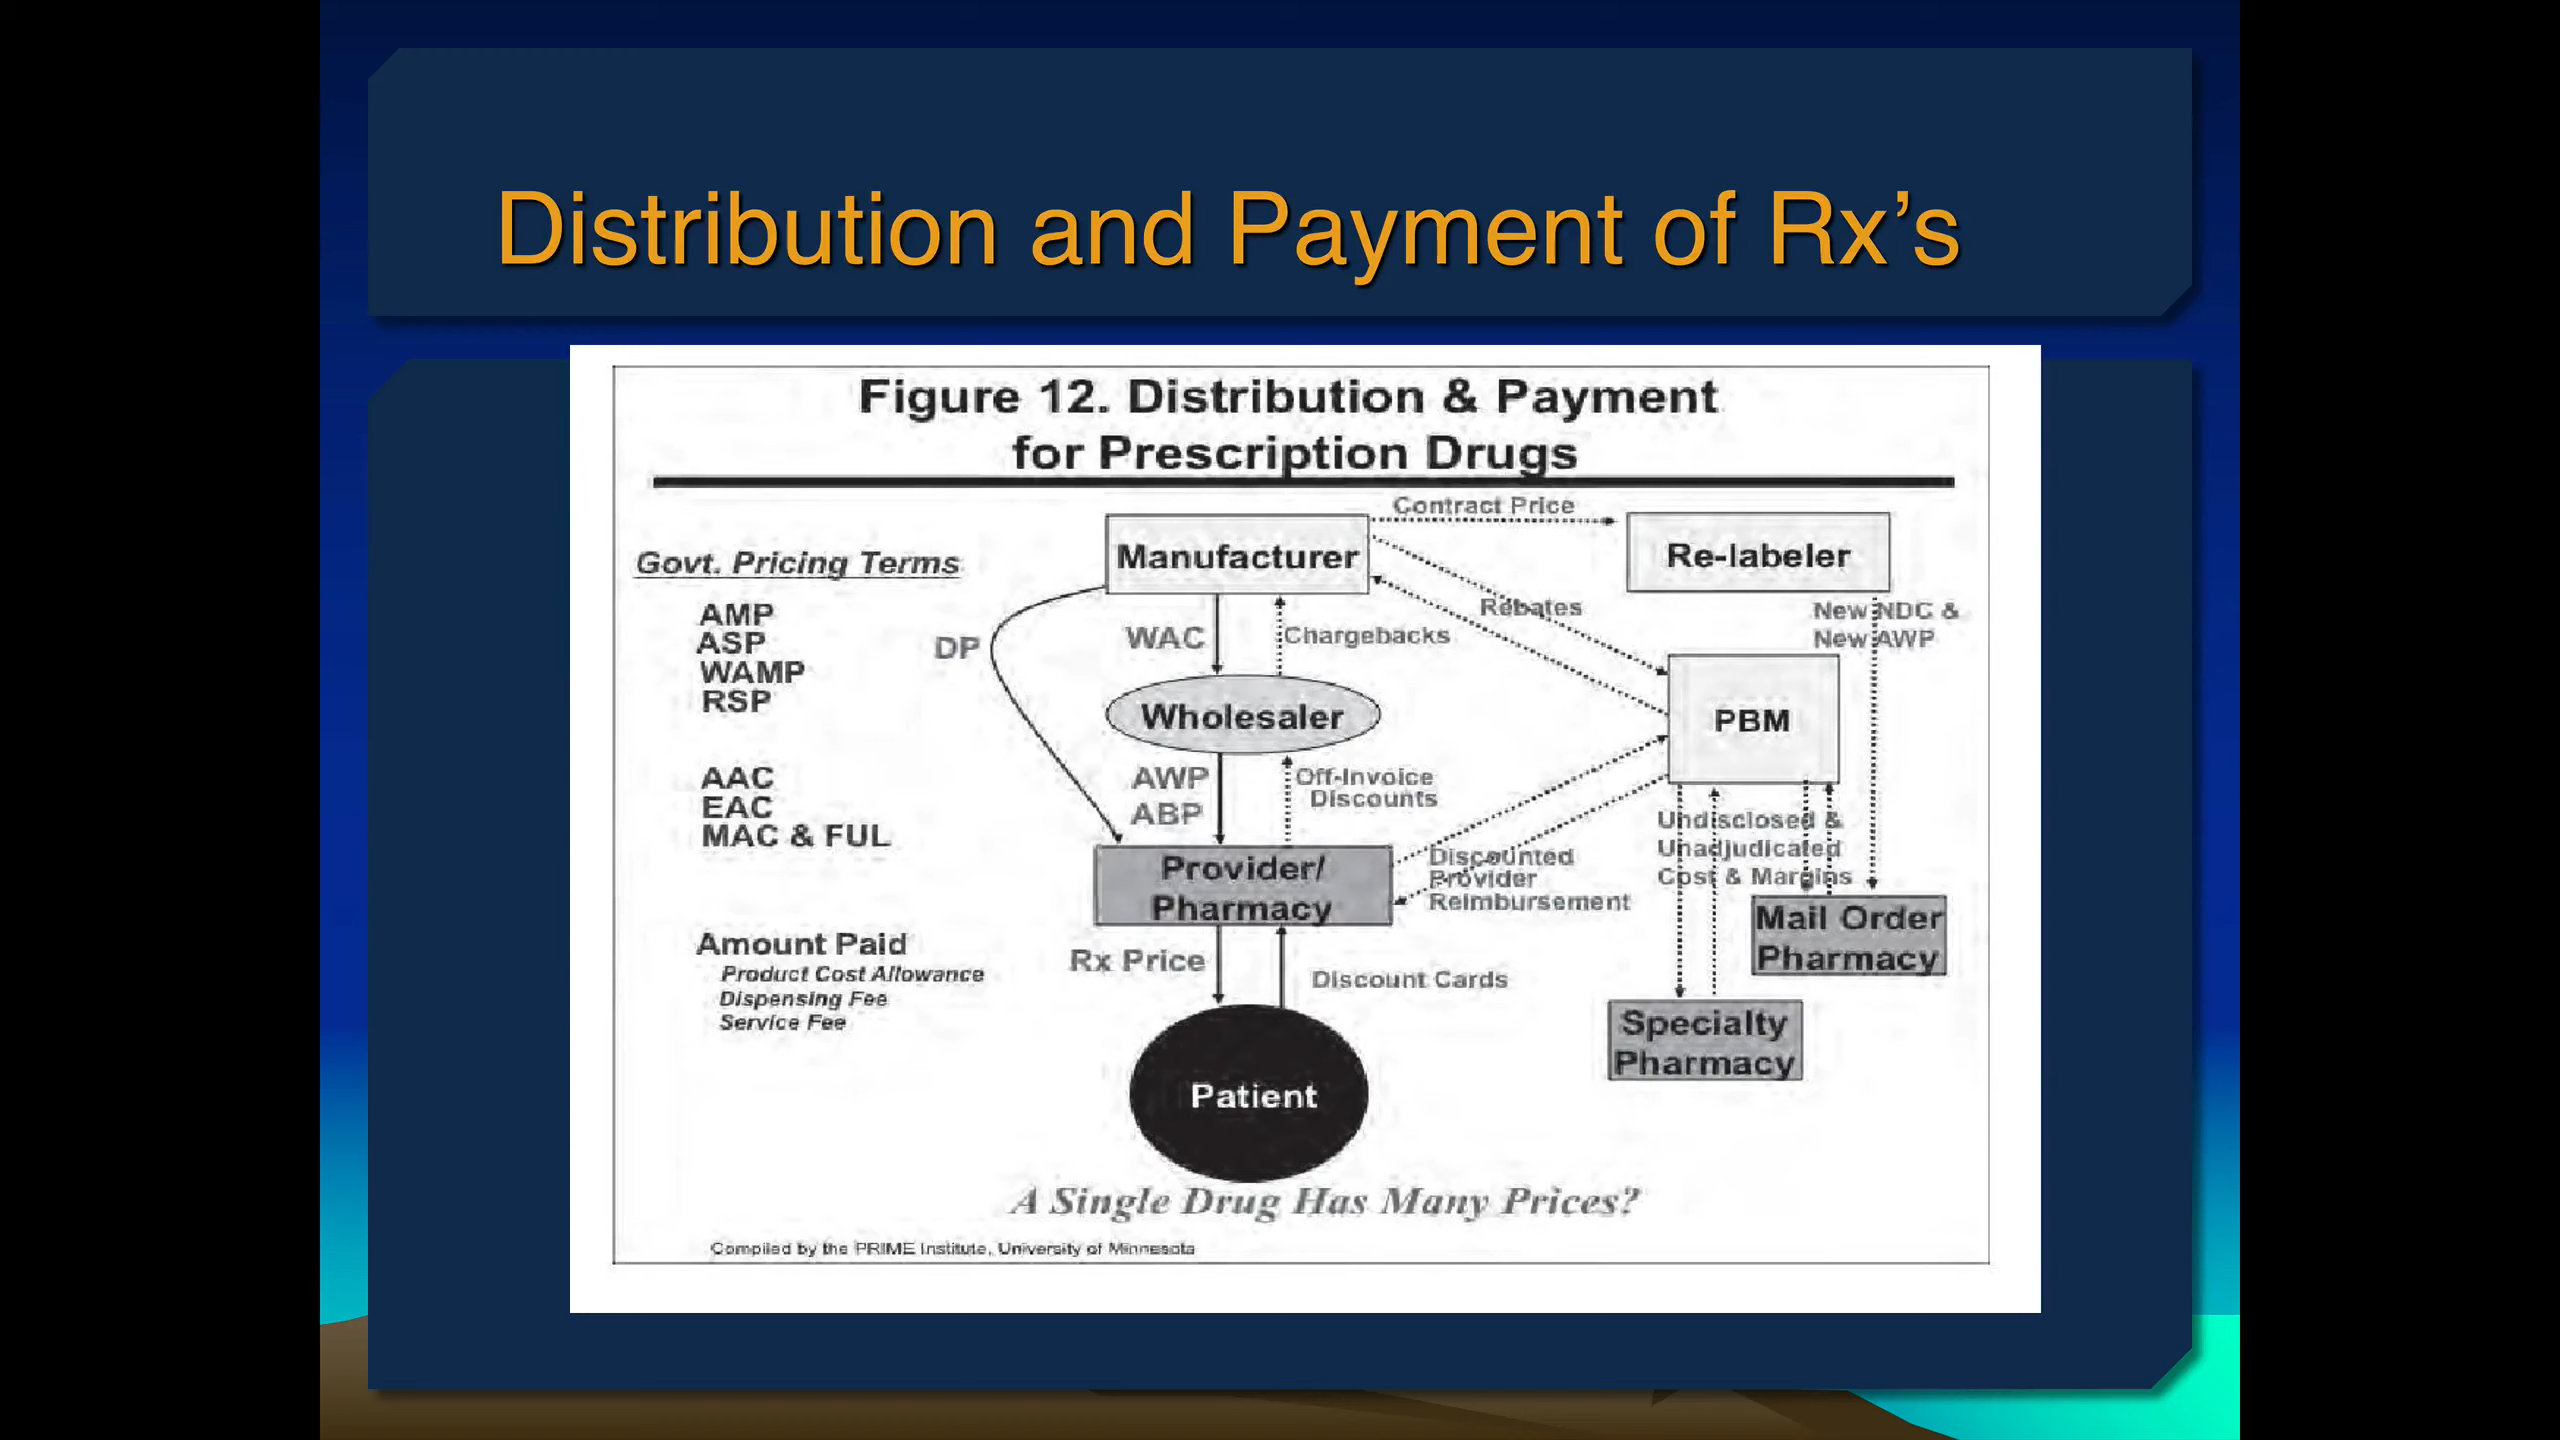 Distribution and Payment of Rx’s
Figure 12. Distribution & Payment
for Prescription Drugs
Contract Price
Manufacturer
Re-labeler
Govt. Pricing Terms
AMP
ASP
WAMP
RSP
DP
WAC
Chargebacks
Rebates
New NDC &
New AWP
Wholesaler
PBM
AAC
EAC
MAC & FUL
AWP
ABP
Off-Invoice
Discounts
Undisclosed &
Unadjudicated
Cost & Margins
Provider/
Pharmacy
Discounted
Provider
Reimbursement
Mail Order
Pharmacy
Amount Paid
Product Cost Allowance
Dispensing Fee
Service Fee
Rx Price
Discount Cards
Specialty
Pharmacy
Patient
A Single Drug Has Many Prices?
Compiled by the PRIME Institute, University of Minnesota